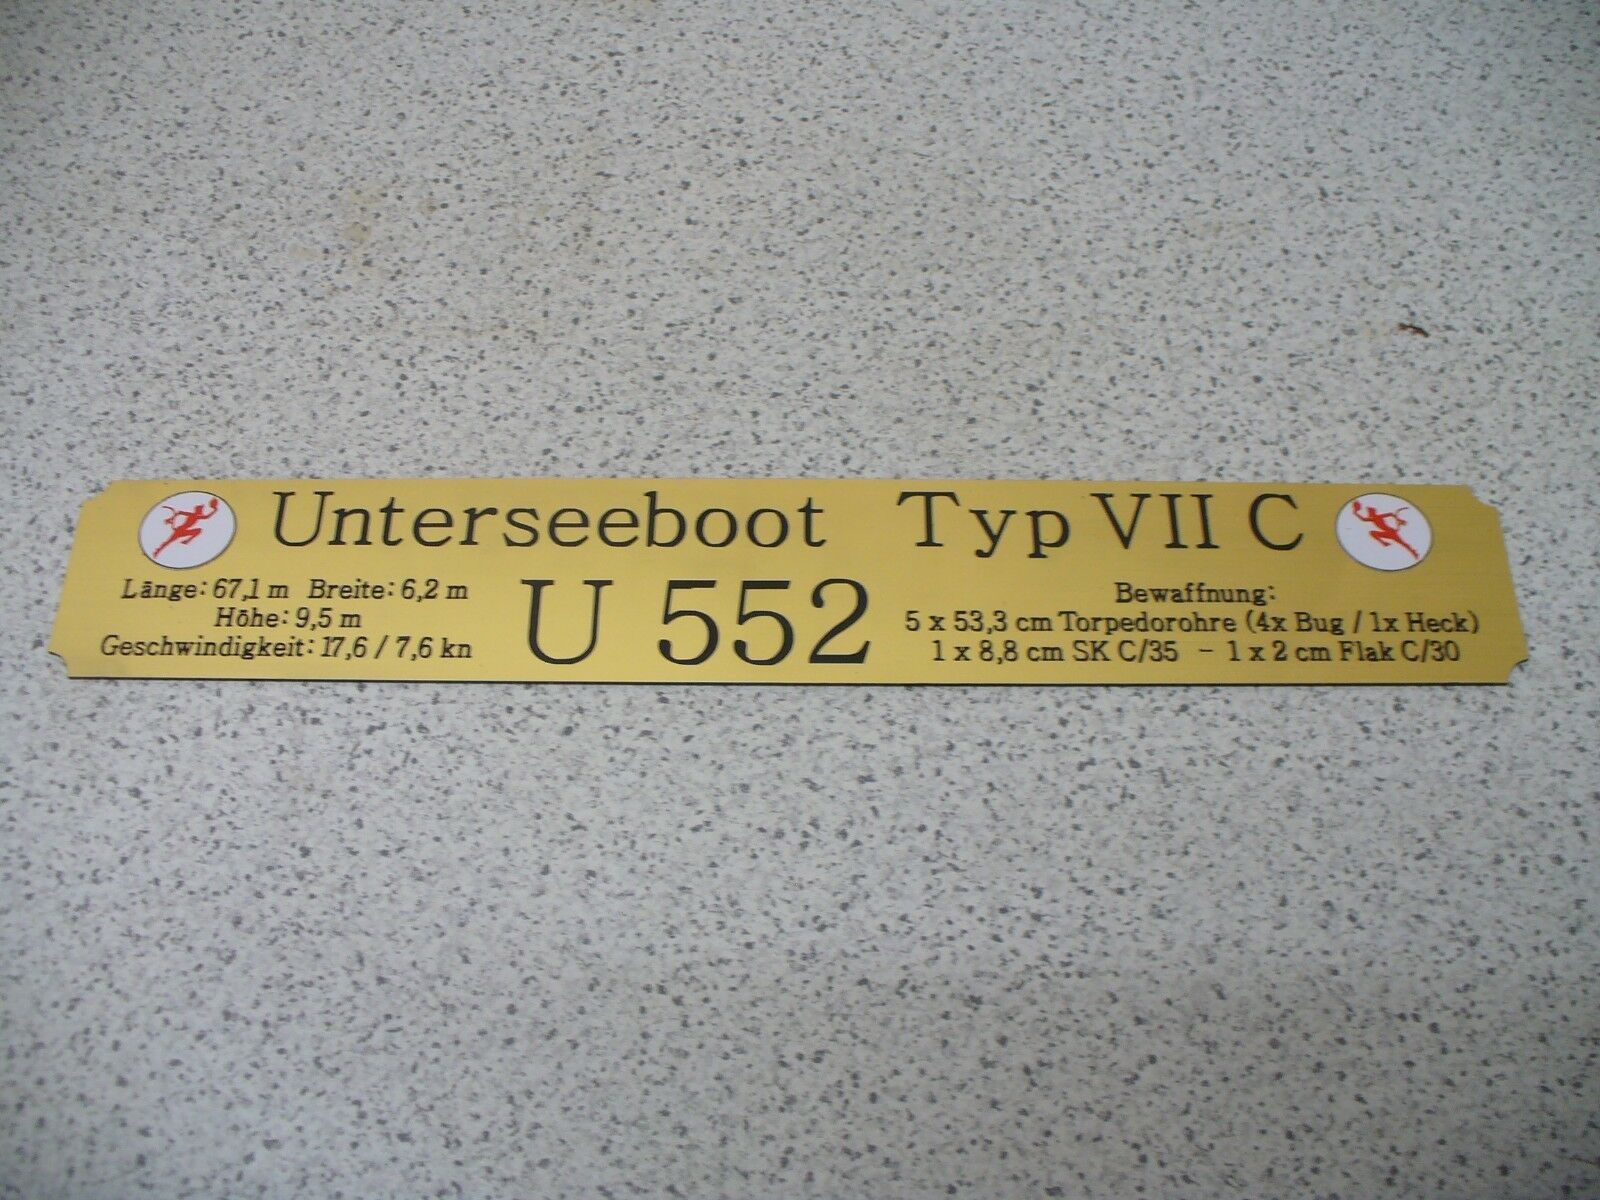 Unterseeboot Typ VII C
U 552
Länge: 67,1 m Breite: 6,2 m
Höhe: 9,5 m
Geschwindigkeit: 17,6 / 7,6 kn
Bewaffnung:
5 x 53,3 cm Torpedorohre (4x Bug / 1x Heck)
1 x 8,8 cm SK C/35 - 1 x 2 cm Flak C/30